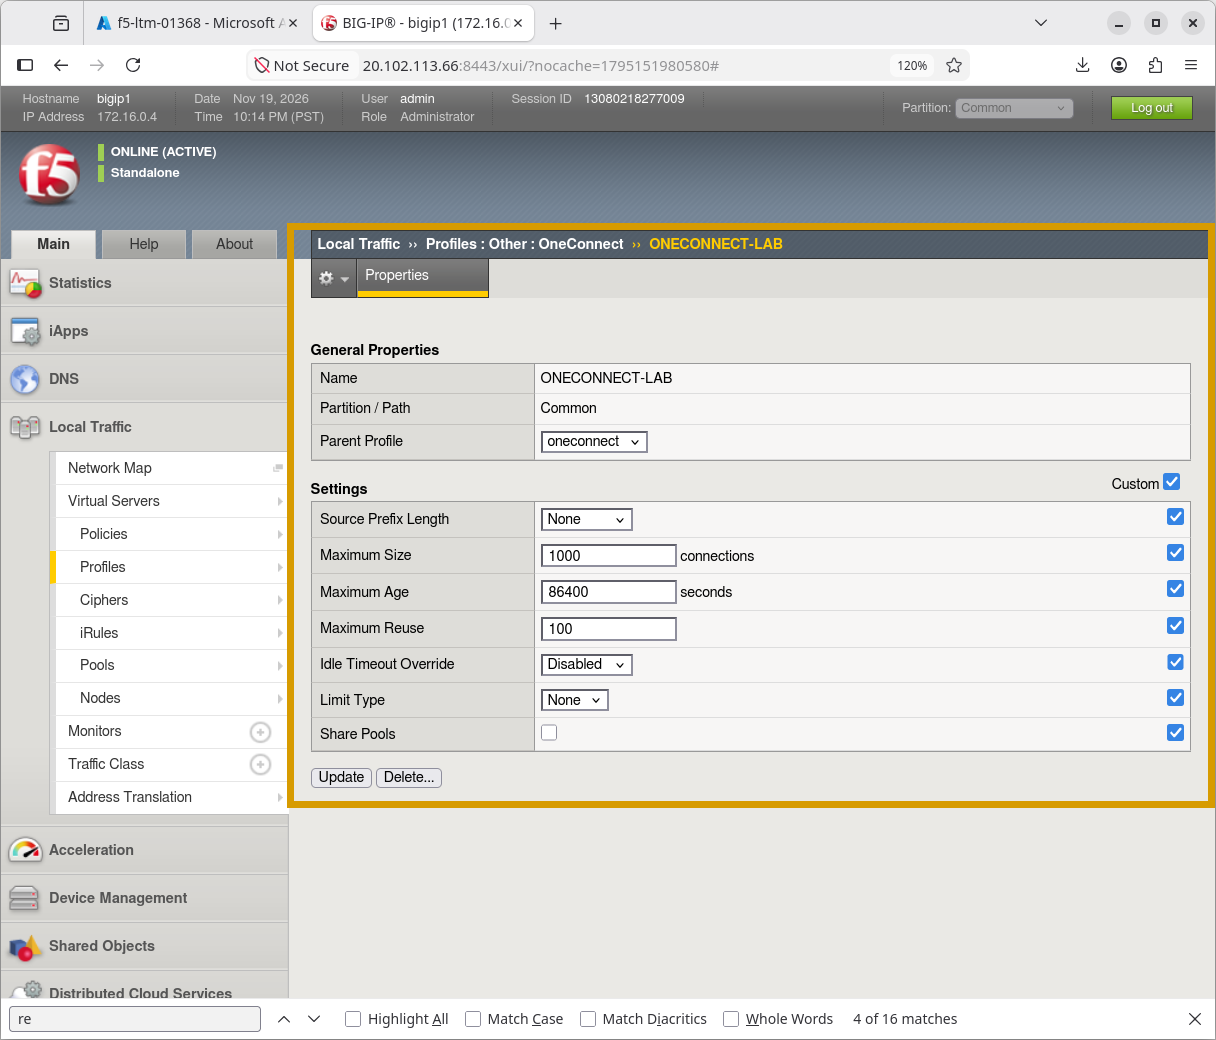 f5-ltm-01368 - Microsoft A
BIG-IP® - bigip1 (172.16.0
Not Secure
20.102.113.66:8443/xui/?nocache=1795151980580#
120%
Hostname bigip1
IP Address 172.16.0.4
Date Nov 19, 2026
Time 10:14 PM (PST)
User admin
Role Administrator
Session ID 13080218277009
Partition: Common
Log out
f5
ONLINE (ACTIVE)
Standalone
Main
Help
About
Statistics
iApps
DNS
Local Traffic
Network Map
Virtual Servers
Policies
Profiles
Ciphers
iRules
Pools
Nodes
Monitors
Traffic Class
Address Translation
Acceleration
Device Management
Shared Objects
Distributed Cloud Services
Local Traffic ›› Profiles : Other : OneConnect ›› ONECONNECT-LAB
Properties
General Properties
Name ONECONNECT-LAB
Partition / Path Common
Parent Profile oneconnect
Settings Custom
Source Prefix Length None
Maximum Size 1000 connections
Maximum Age 86400 seconds
Maximum Reuse 100
Idle Timeout Override Disabled
Limit Type None
Share Pools
Update Delete...
re
Highlight All
Match Case
Match Diacritics
Whole Words
4 of 16 matches